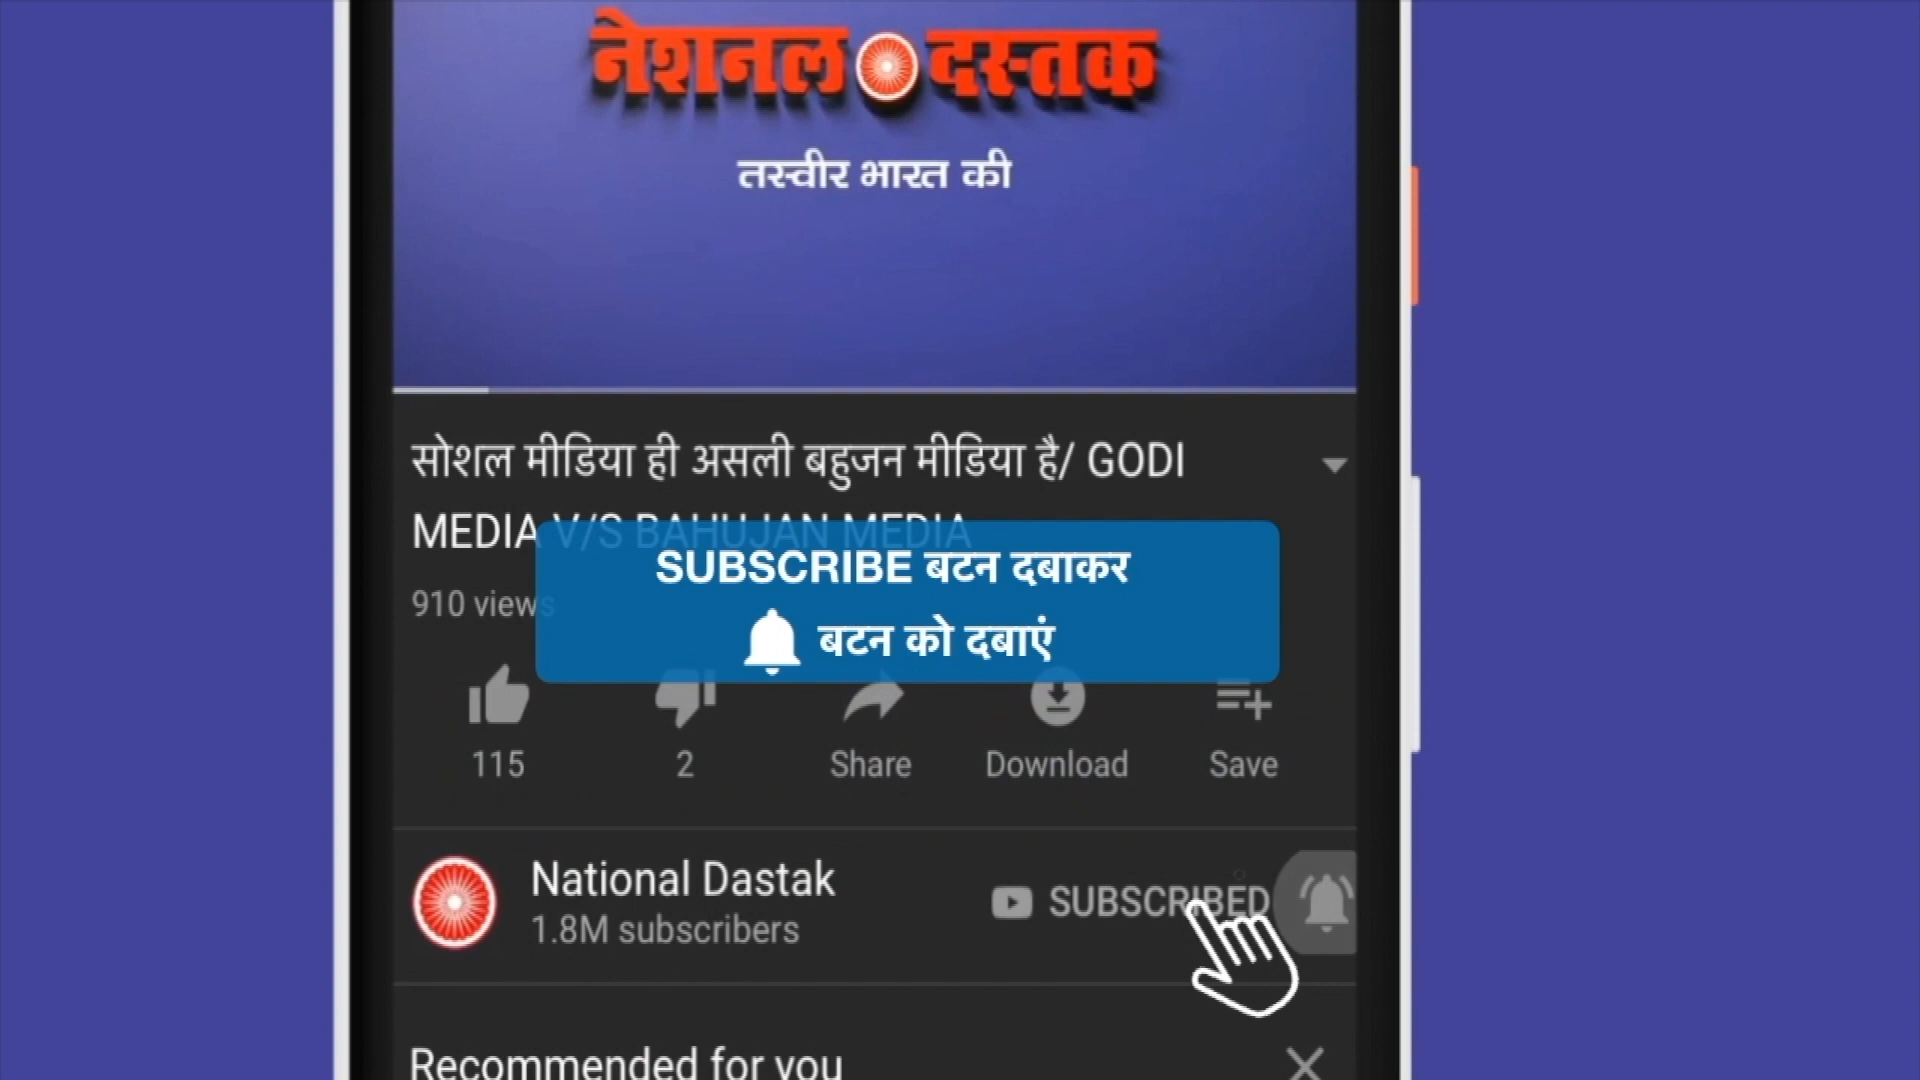 नेशनल दस्तक
तस्वीर भारत की
सोशल मीडिया ही असली बहुजन मीडिया है/ GODI
MEDIA V/S BAHUJAN MEDIA
SUBSCRIBE बटन दबाकर
बटन को दबाएं
910 views
115
2
Share
Download
Save
National Dastak
1.8M subscribers
SUBSCRIBED
Recommended for you